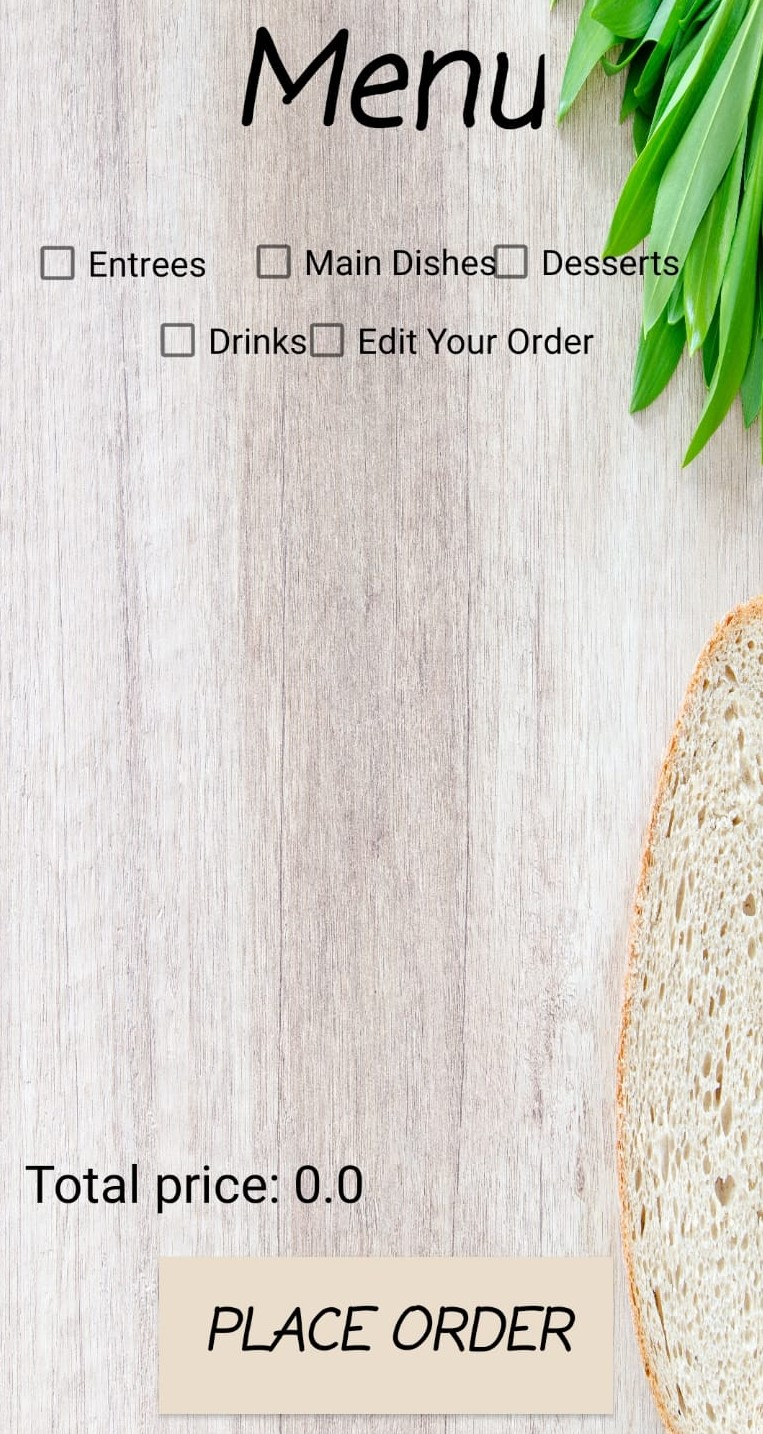 Menu
Entrees Main Dishes Desserts
Drinks Edit Your Order
Total price: 0.0
PLACE ORDER